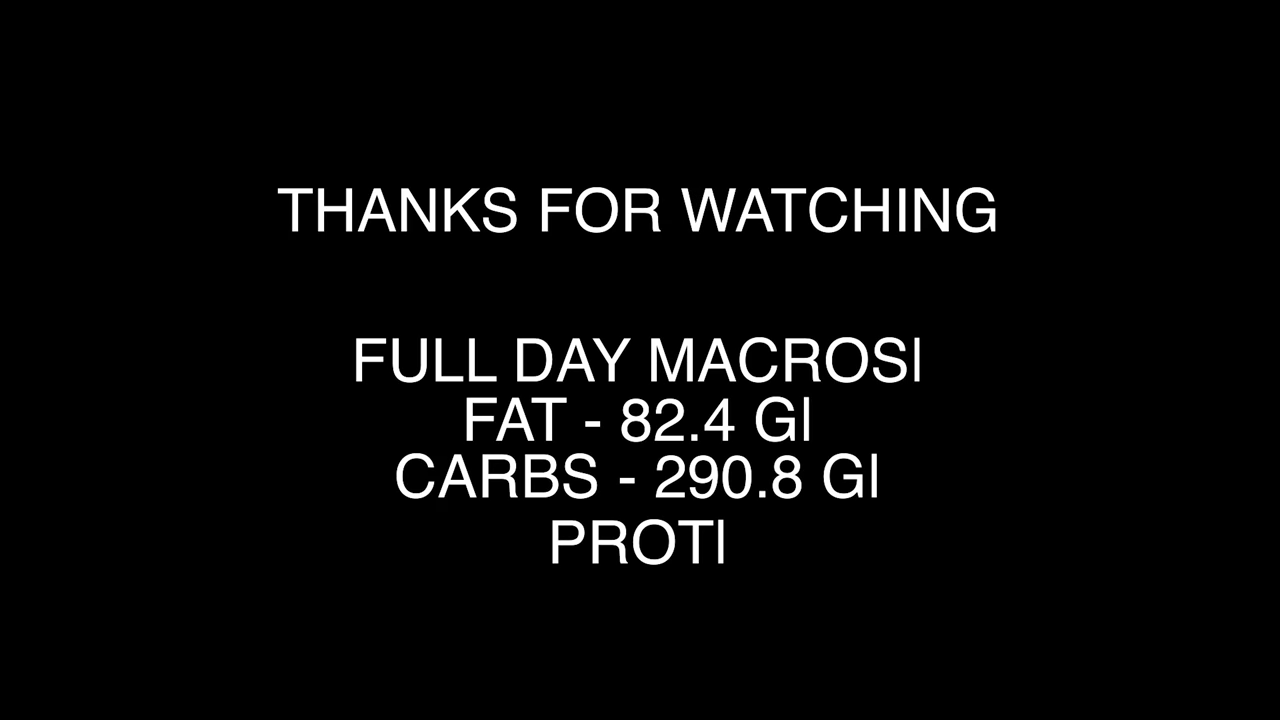 THANKS FOR WATCHING
FULL DAY MACROS|
FAT - 82.4 G|
CARBS - 290.8 G|
PROT|